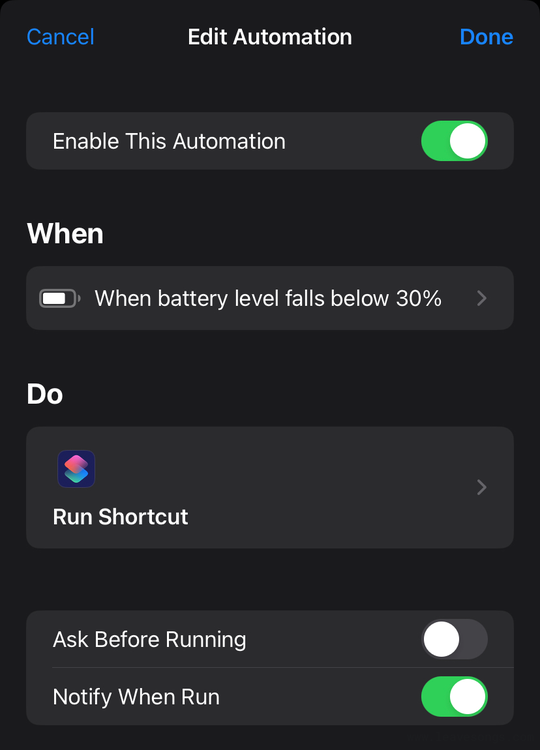 Cancel Edit Automation Done
Enable This Automation
When
When battery level falls below 30%
Do
Run Shortcut
Ask Before Running
Notify When Run